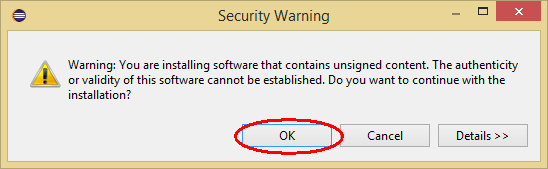 Security Warning
Warning: You are installing software that contains unsigned content. The authenticity
or validity of this software cannot be established. Do you want to continue with the
installation?
OK
Cancel
Details >>